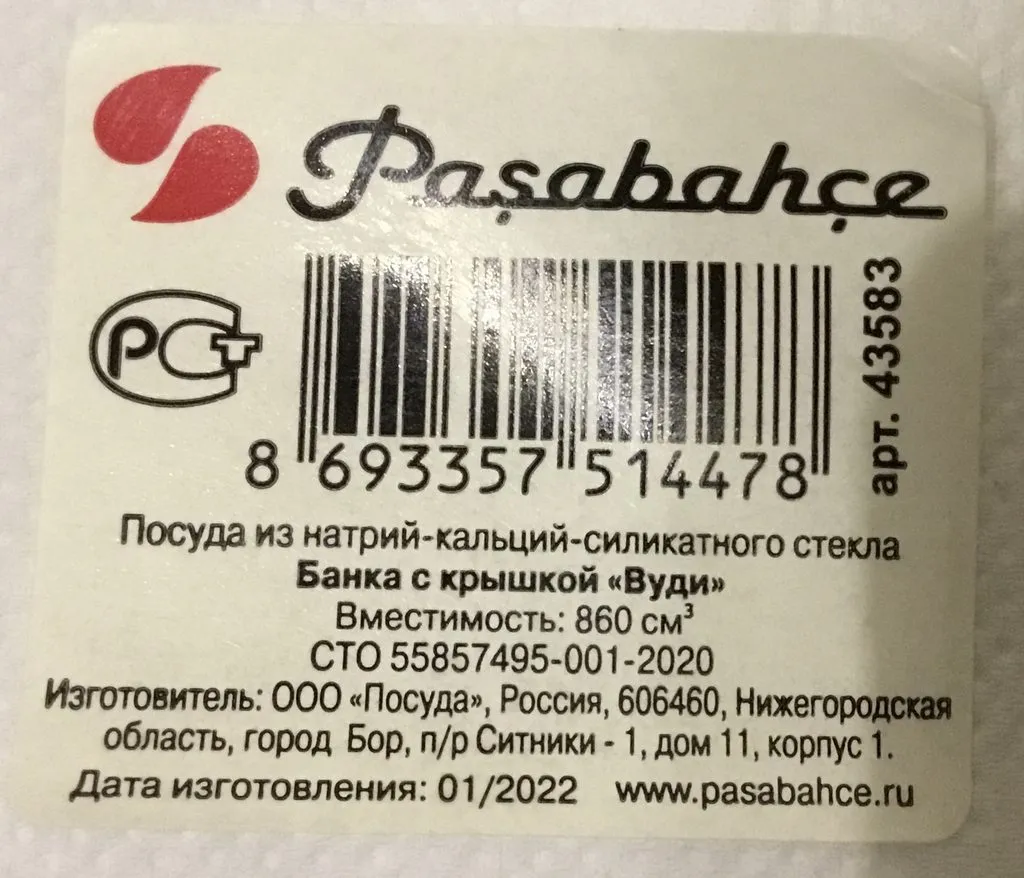 Paşabahçe
РСТ
8 693357 514478
арт. 43583
Посуда из натрий-кальций-силикатного стекла
Банка с крышкой «Вуди»
Вместимость: 860 см³
СТО 55857495-001-2020
Изготовитель: ООО «Посуда», Россия, 606460, Нижегородская
область, город Бор, п/р Ситники - 1, дом 11, корпус 1.
Дата изготовления: 01/2022 www.pasabahce.ru